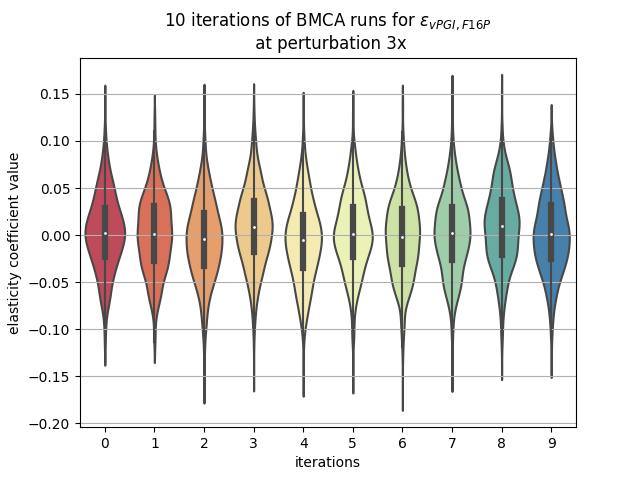 10 iterations of BMCA runs for ε_{vPGI, F16P}
at perturbation 3x
elasticity coefficient value
0.15
0.10
0.05
0.00
−0.05
−0.10
−0.15
−0.20
0 1 2 3 4 5 6 7 8 9
iterations